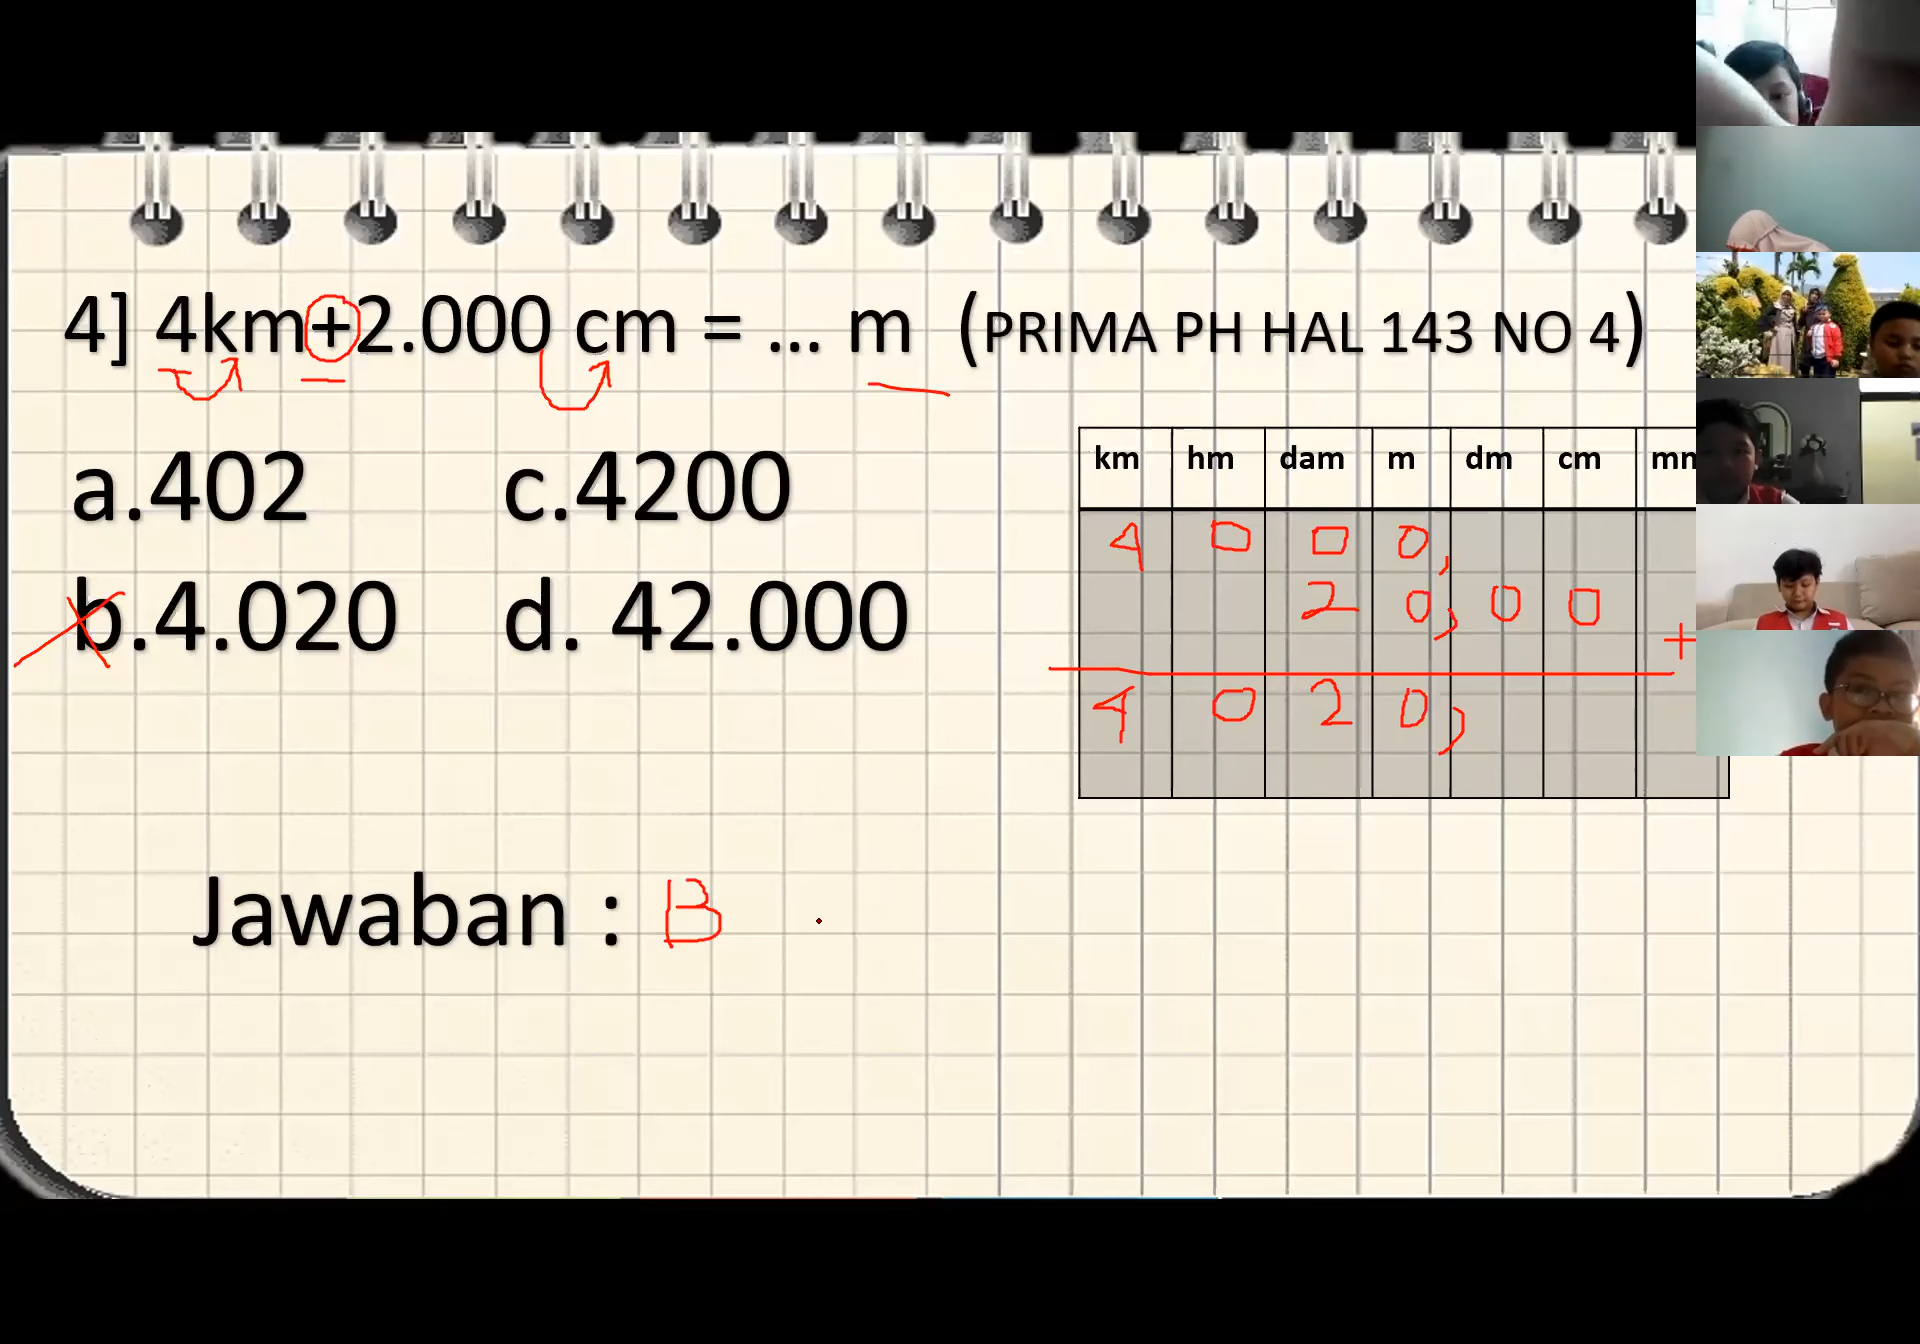 4] 4km+2.000 cm = ... m (PRIMA PH HAL 143 NO 4)
a.402 c.4200
b.4.020 d. 42.000
km hm dam m dm cm
4 0 0 0,
2 0, 0 0
+
4 0 2 0,
Jawaban : B